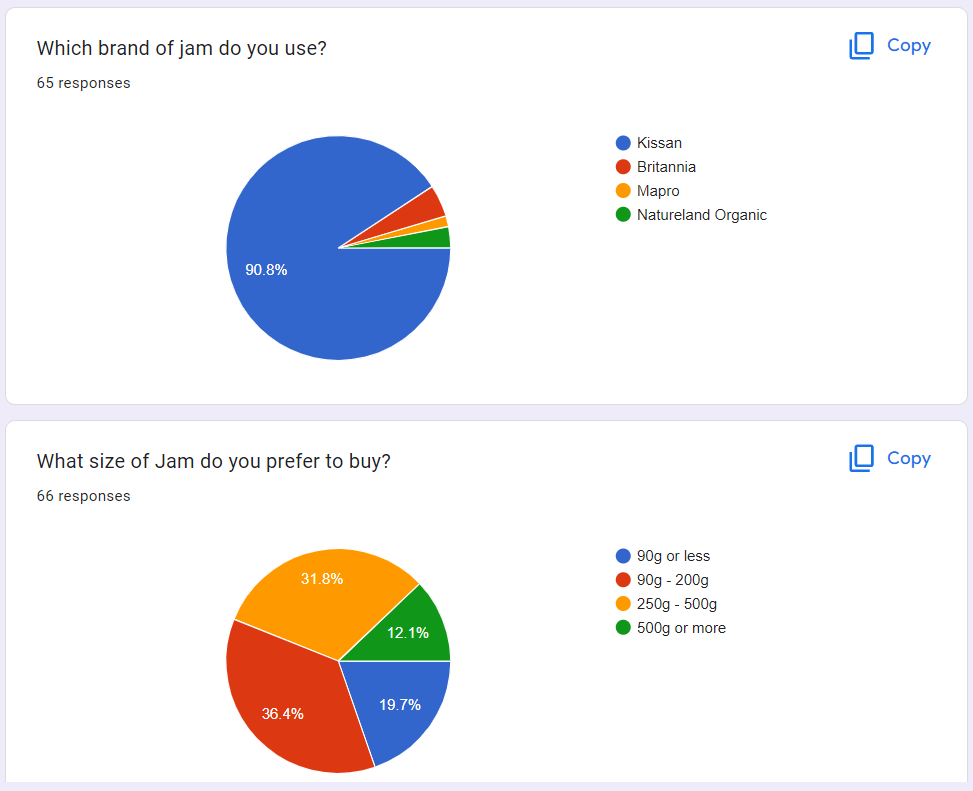 Which brand of jam do you use?
Copy
65 responses
Kissan
Britannia
Mapro
Natureland Organic
90.8%
What size of Jam do you prefer to buy?
Copy
66 responses
90g or less
90g - 200g
250g - 500g
500g or more
31.8%
12.1%
19.7%
36.4%